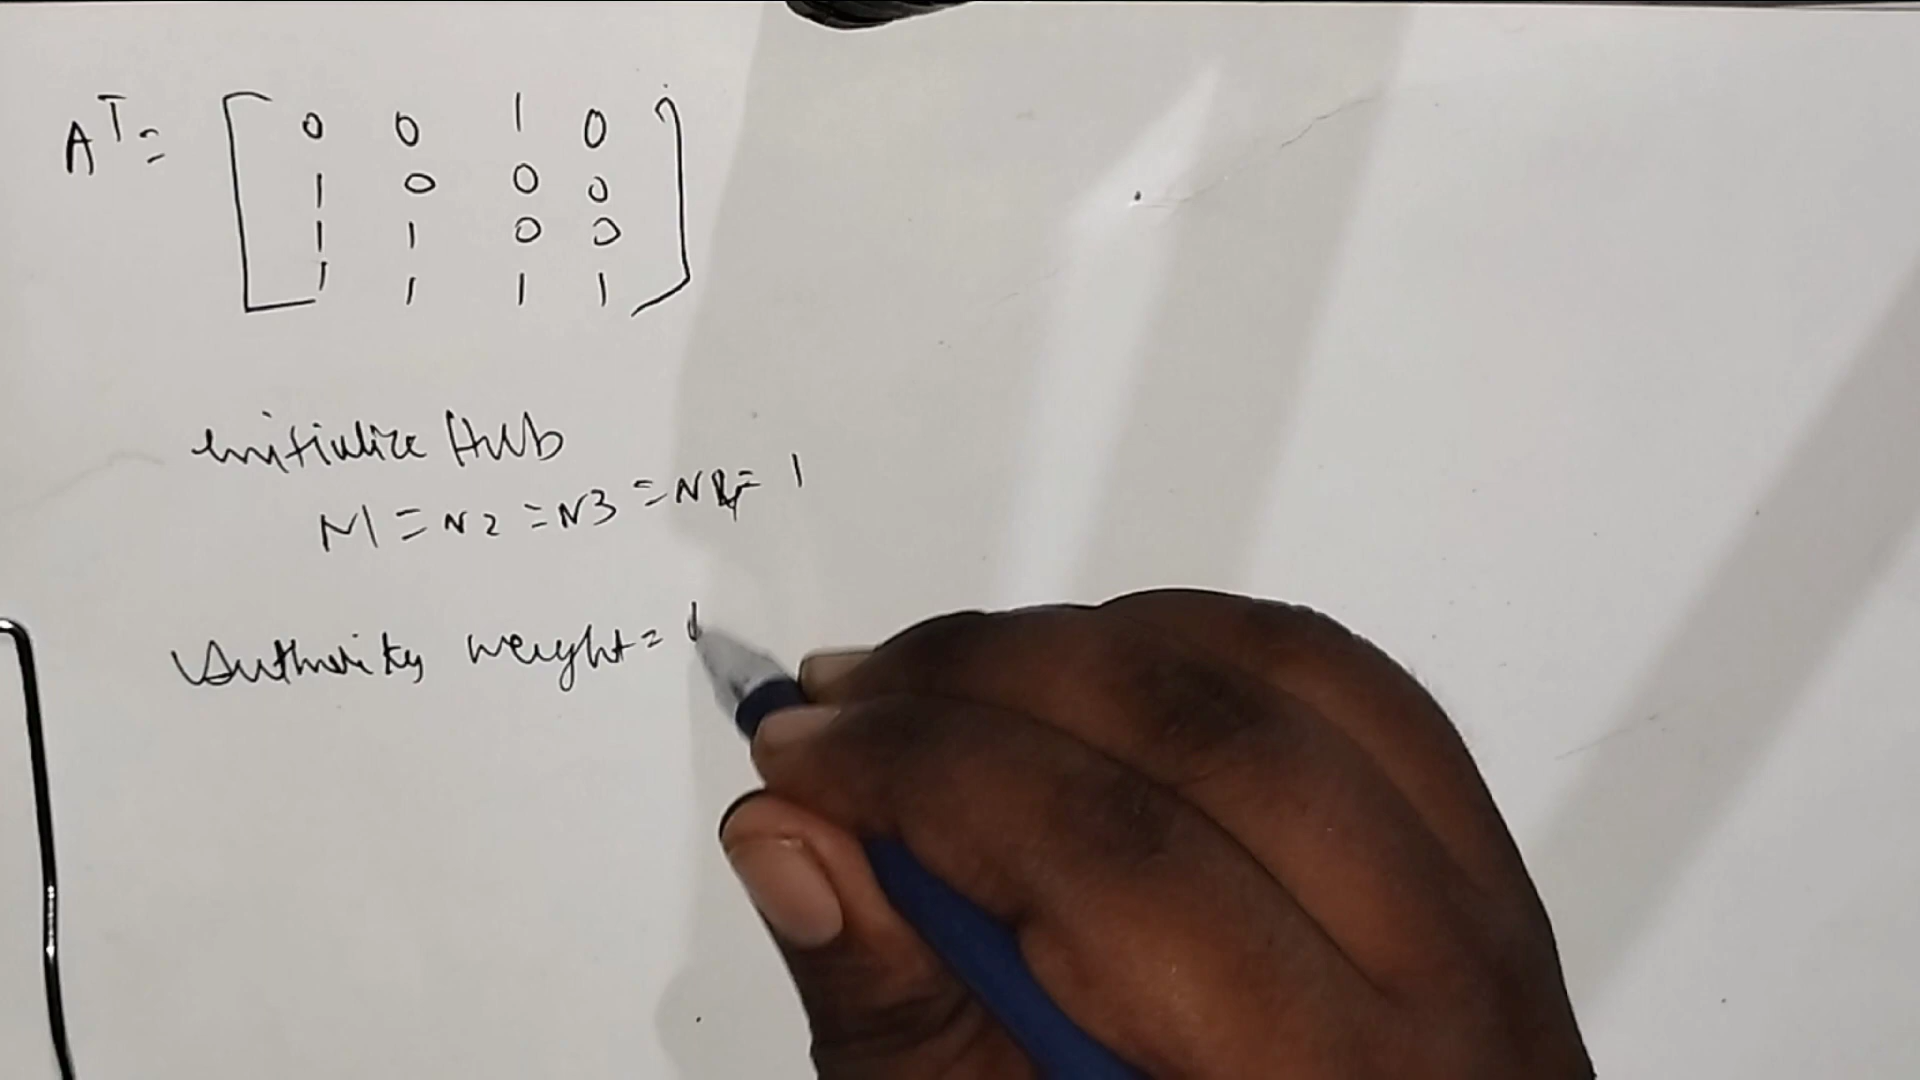 Aᵀ= [ 0 0 1 0
1 0 0 0
1 1 0 0
1 1 1 1 ]
initialize Hub
N1 = N2 = N3 = N4 = 1
Authority weight =